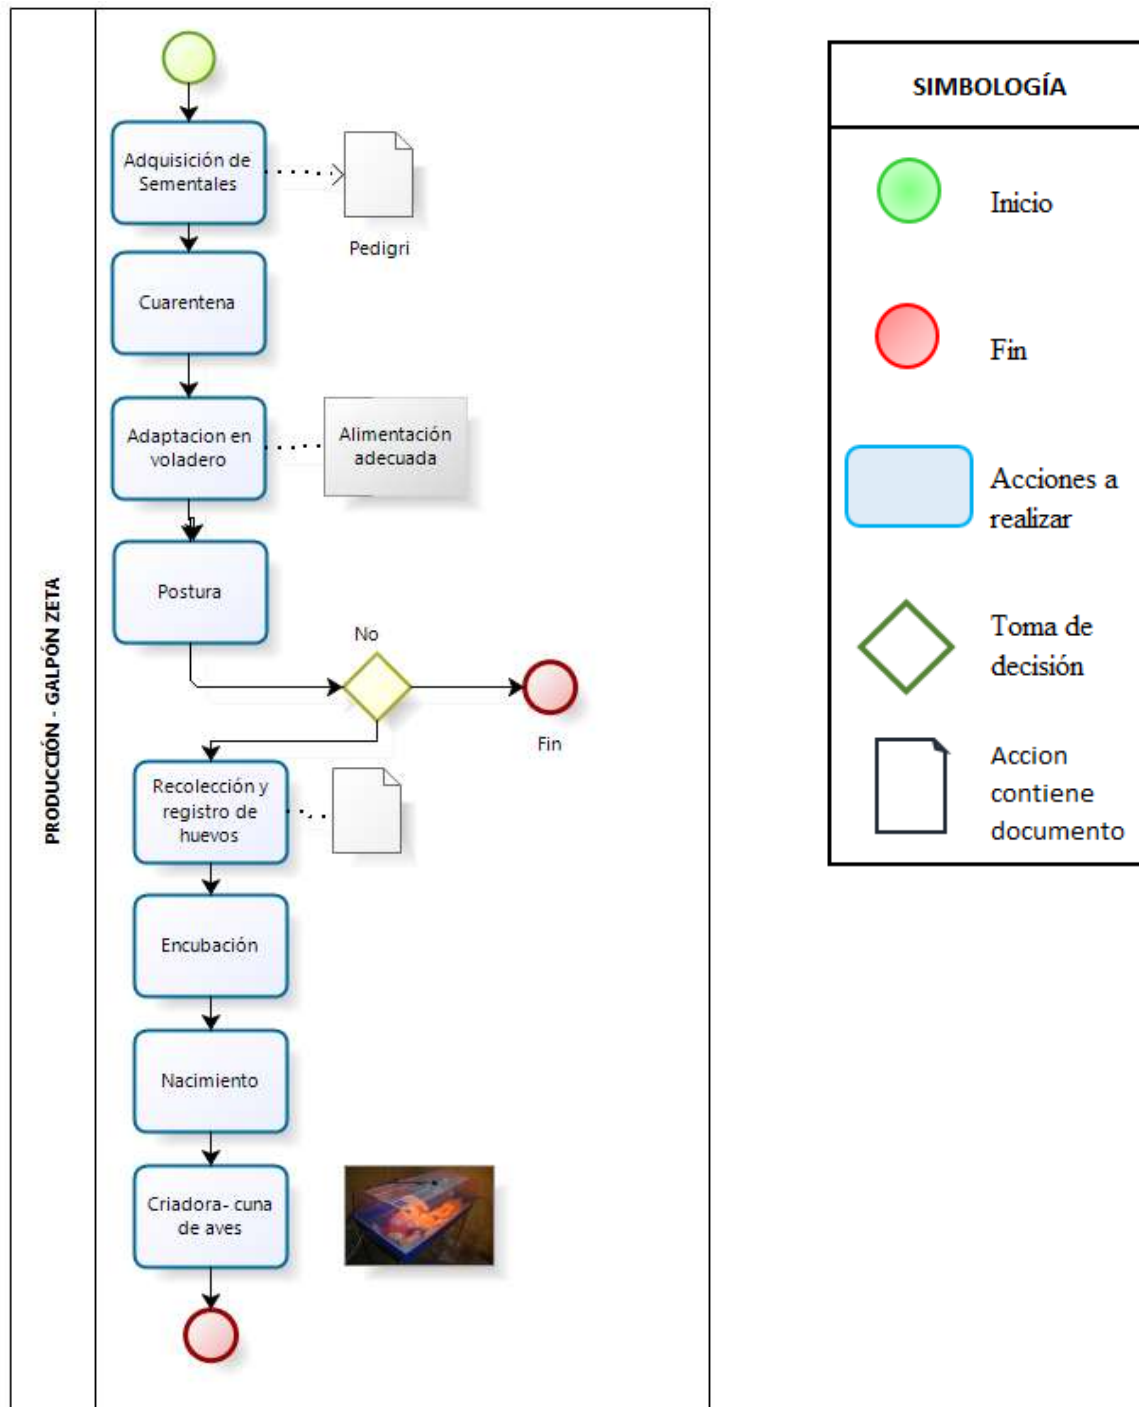 PRODUCCIÓN - GALPÓN ZETA
Adquisición de
Sementales
Pedigri
Cuarentena
Adaptacion en
voladero
Alimentación
adecuada
Postura
No
Fin
Recolección y
registro de
huevos
Encubación
Nacimiento
Criadora- cuna
de aves
SIMBOLOGÍA
Inicio
Fin
Acciones a
realizar
Toma de
decisión
Accion
contiene
documento